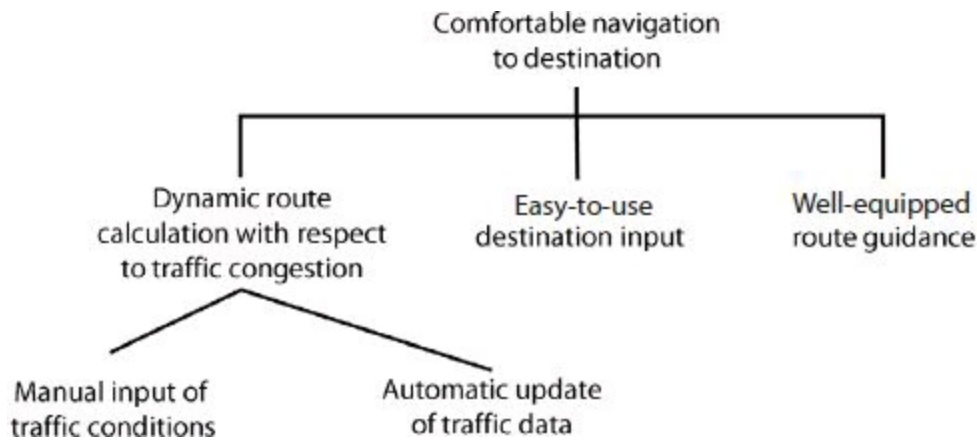 Comfortable navigation
to destination
Dynamic route
calculation with respect
to traffic congestion
Easy-to-use
destination input
Well-equipped
route guidance
Manual input of
traffic conditions
Automatic update
of traffic data